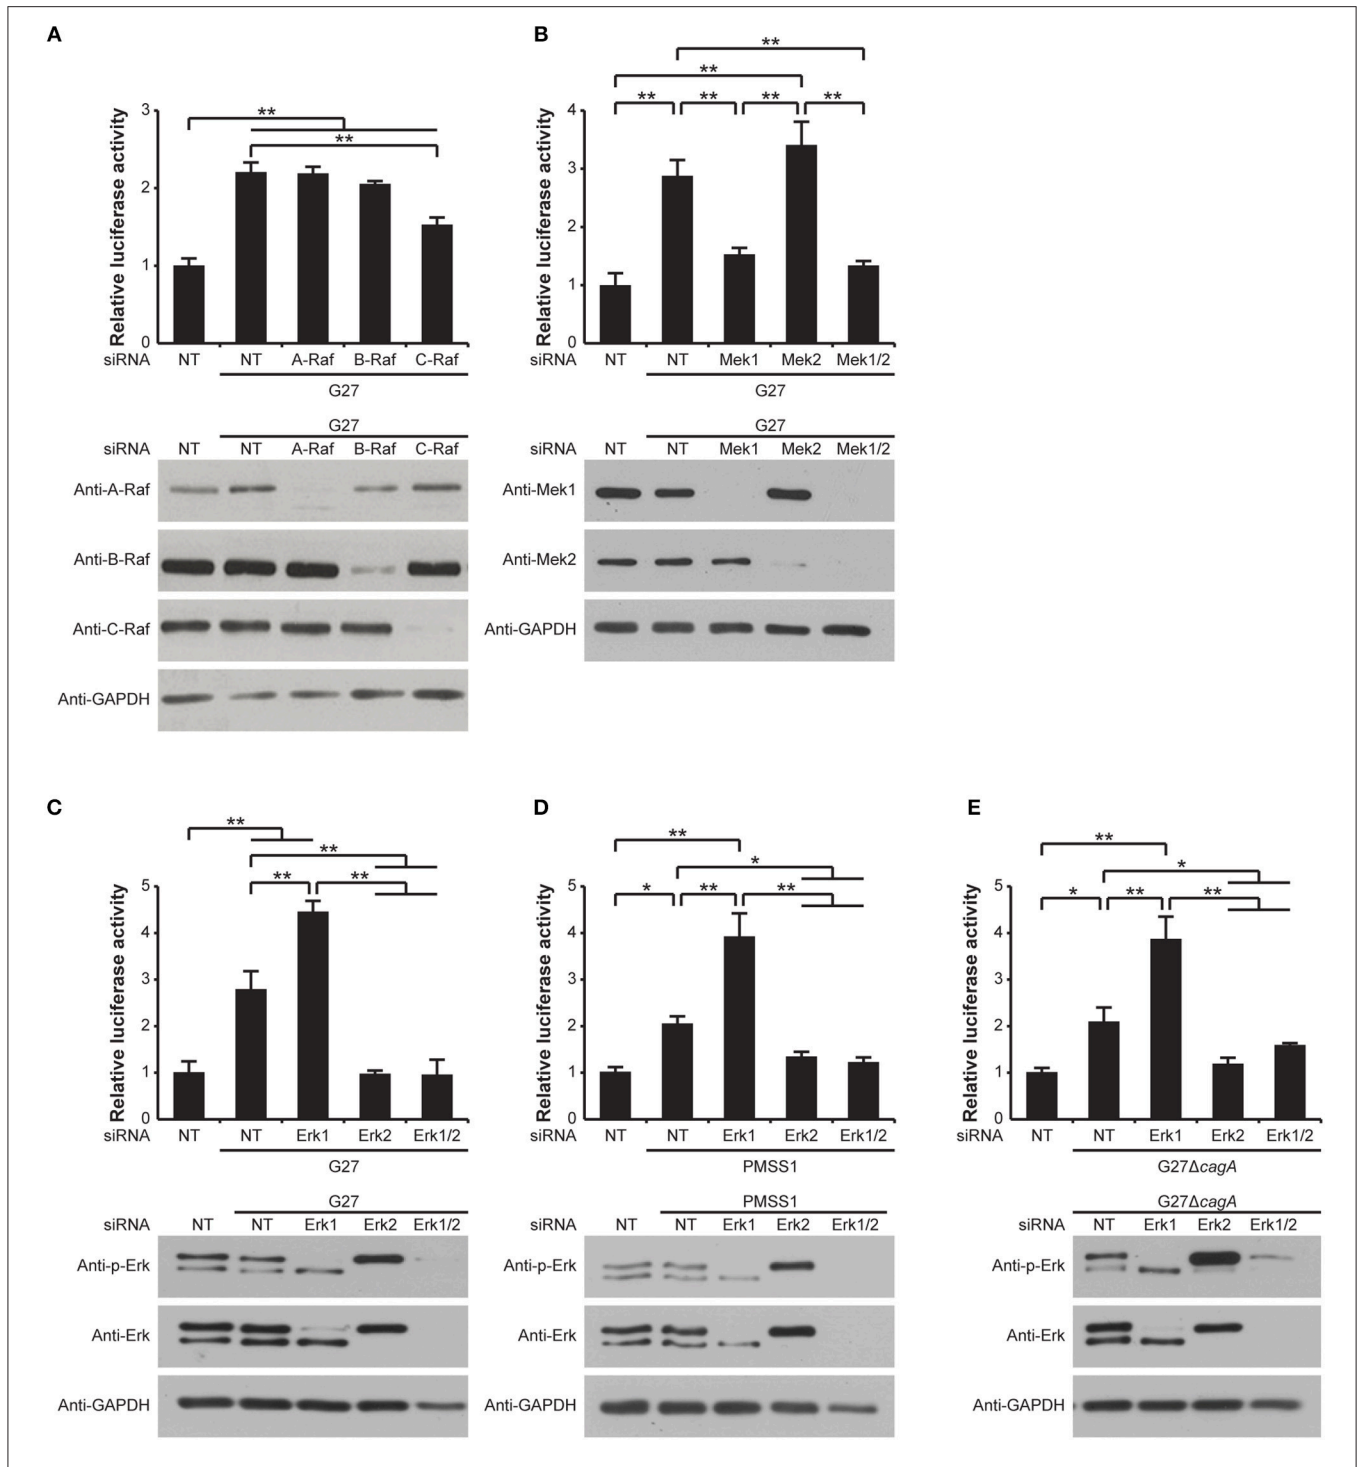 A
Relative luciferase activity
3
2
1
0
**
**
siRNA NT NT A-Raf B-Raf C-Raf
G27
G27
siRNA NT NT A-Raf B-Raf C-Raf
Anti-A-Raf
Anti-B-Raf
Anti-C-Raf
Anti-GAPDH
B
Relative luciferase activity
4
3
2
1
0
**
**
** ** ** **
siRNA NT NT Mek1 Mek2 Mek1/2
G27
G27
siRNA NT NT Mek1 Mek2 Mek1/2
Anti-Mek1
Anti-Mek2
Anti-GAPDH
C
Relative luciferase activity
5
4
3
2
1
0
**
**
** **
siRNA NT NT Erk1 Erk2 Erk1/2
G27
G27
siRNA NT NT Erk1 Erk2 Erk1/2
Anti-p-Erk
Anti-Erk
Anti-GAPDH
D
Relative luciferase activity
5
4
3
2
1
0
**
*
* ** **
siRNA NT NT Erk1 Erk2 Erk1/2
PMSS1
PMSS1
siRNA NT NT Erk1 Erk2 Erk1/2
Anti-p-Erk
Anti-Erk
Anti-GAPDH
E
Relative luciferase activity
5
4
3
2
1
0
**
*
* ** **
siRNA NT NT Erk1 Erk2 Erk1/2
G27ΔcagA
G27ΔcagA
siRNA NT Erk1 Erk2 Erk1/2
Anti-p-Erk
Anti-Erk
Anti-GAPDH